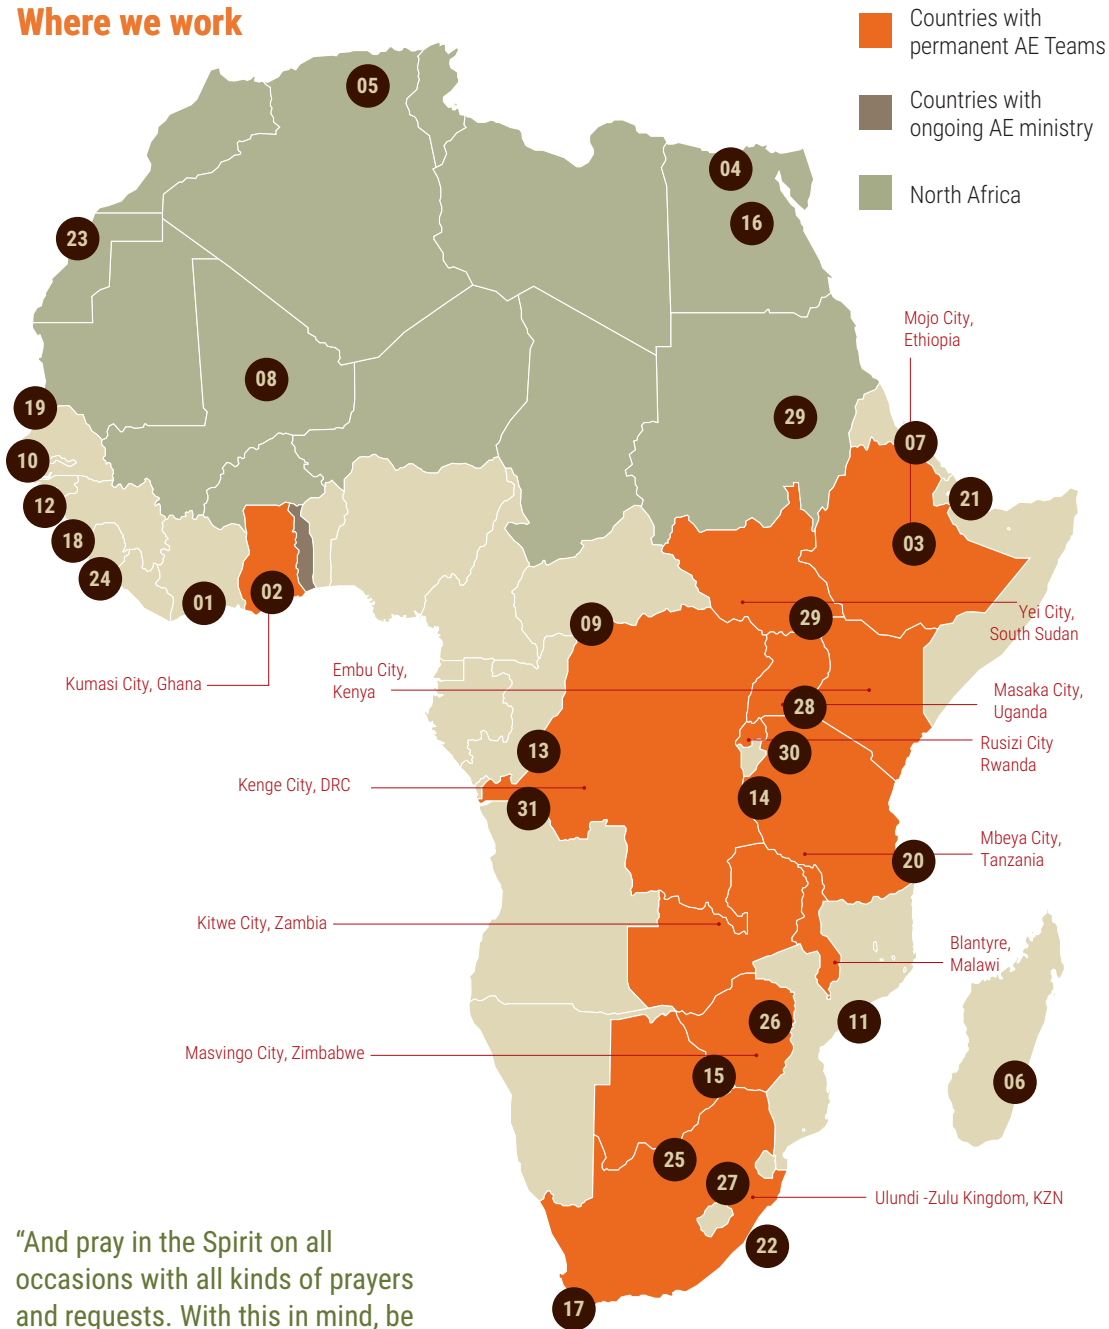 Where we work
Countries with
permanent AE Teams
Countries with
ongoing AE ministry
North Africa
05
04
16
23
Mojo City,
Ethiopia
08
19
29
07
10
21
12
18
03
24
02
01
09
29
Yei City,
South Sudan
Kumasi City, Ghana
Embu City,
Kenya
28
Masaka City,
Uganda
13
30
Rusizi City
Rwanda
Kenge City, DRC
31
14
Mbeya City,
Tanzania
20
Kitwe City, Zambia
Blantyre,
Malawi
26
11
Masvingo City, Zimbabwe
15
06
25
27
Ulundi -Zulu Kingdom, KZN
22
17
“And pray in the Spirit on all
occasions with all kinds of prayers
and requests. With this in mind, be